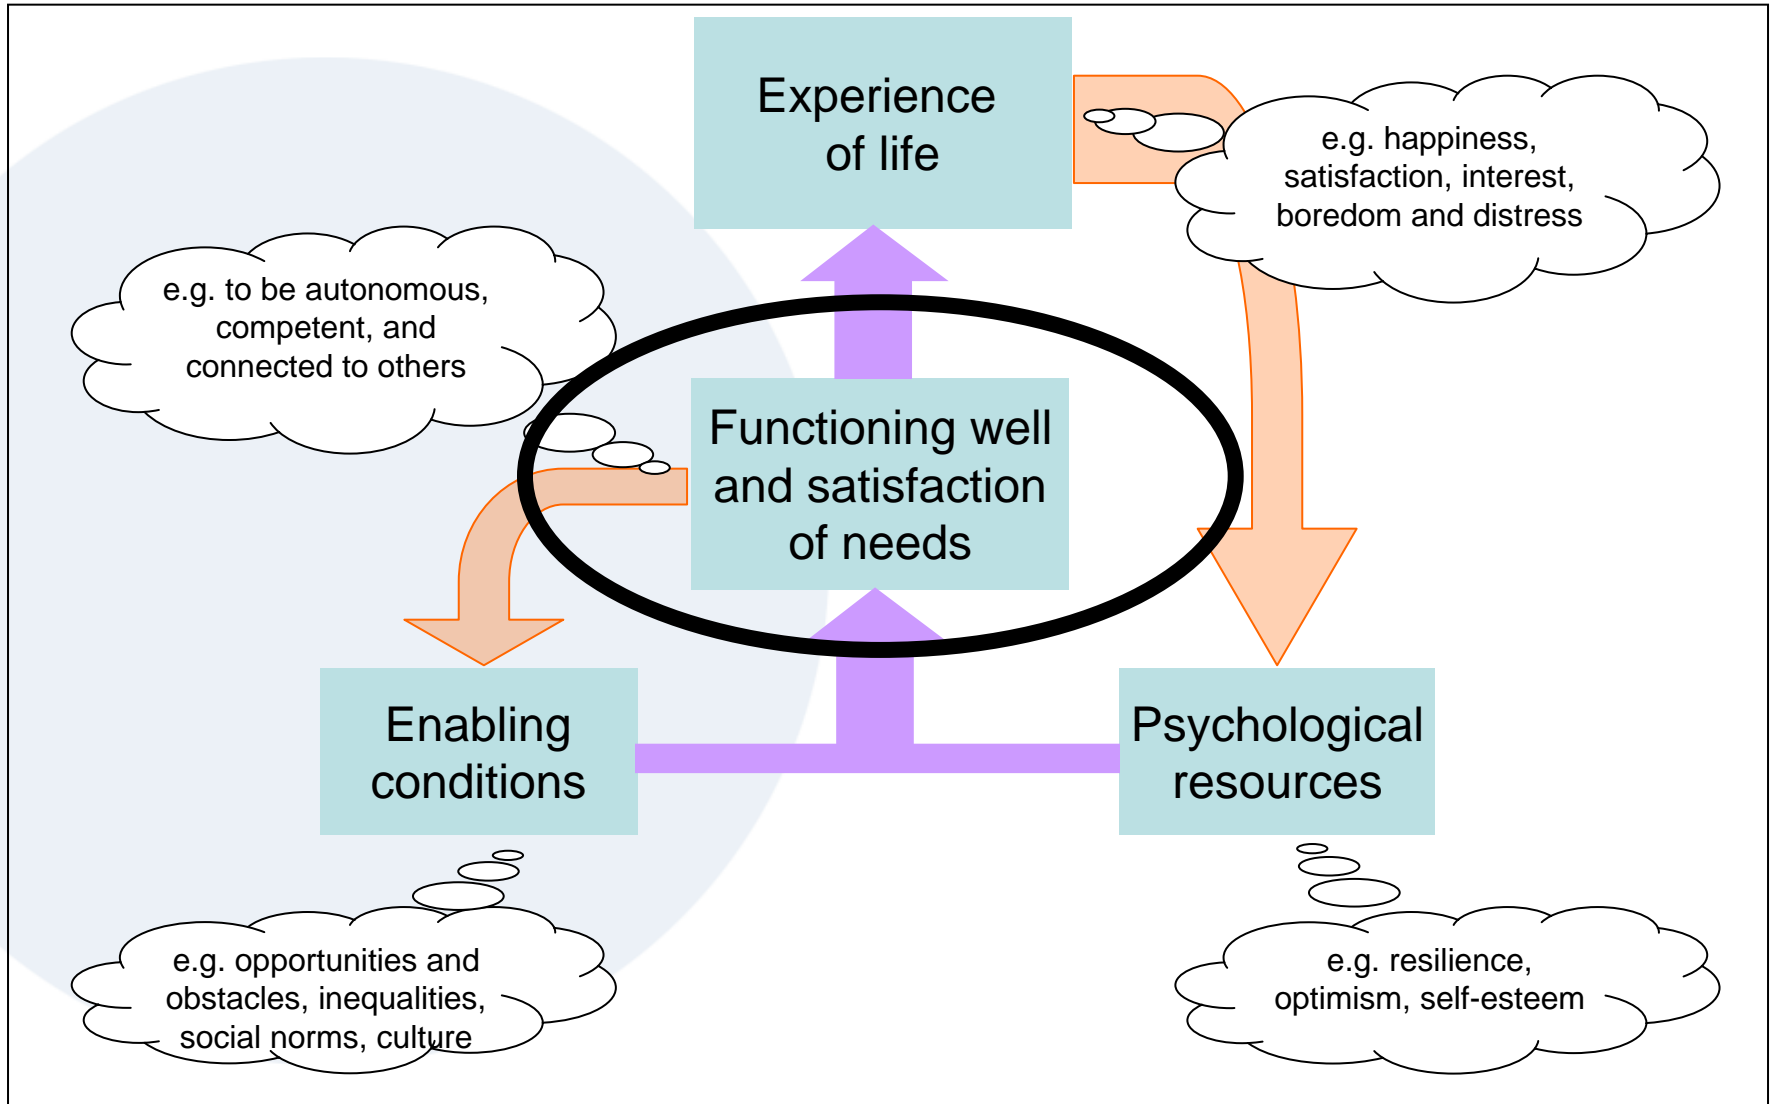 Experience
of life
e.g. happiness,
satisfaction, interest,
boredom and distress
e.g. to be autonomous,
competent, and
connected to others
Functioning well
and satisfaction
of needs
Enabling
conditions
Psychological
resources
e.g. opportunities and
obstacles, inequalities,
social norms, culture
e.g. resilience,
optimism, self-esteem